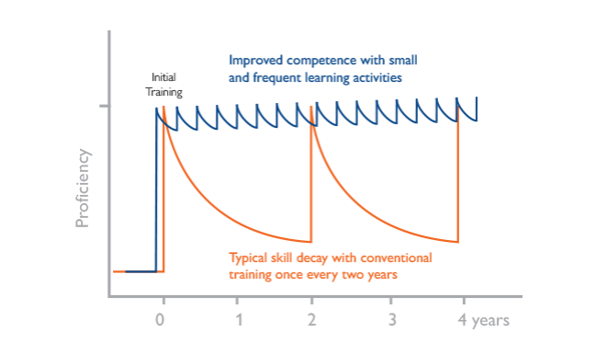 Improved competence with small
and frequent learning activities
Initial
Training
Proficiency
Typical skill decay with conventional
training once every two years
0 1 2 3 4 years